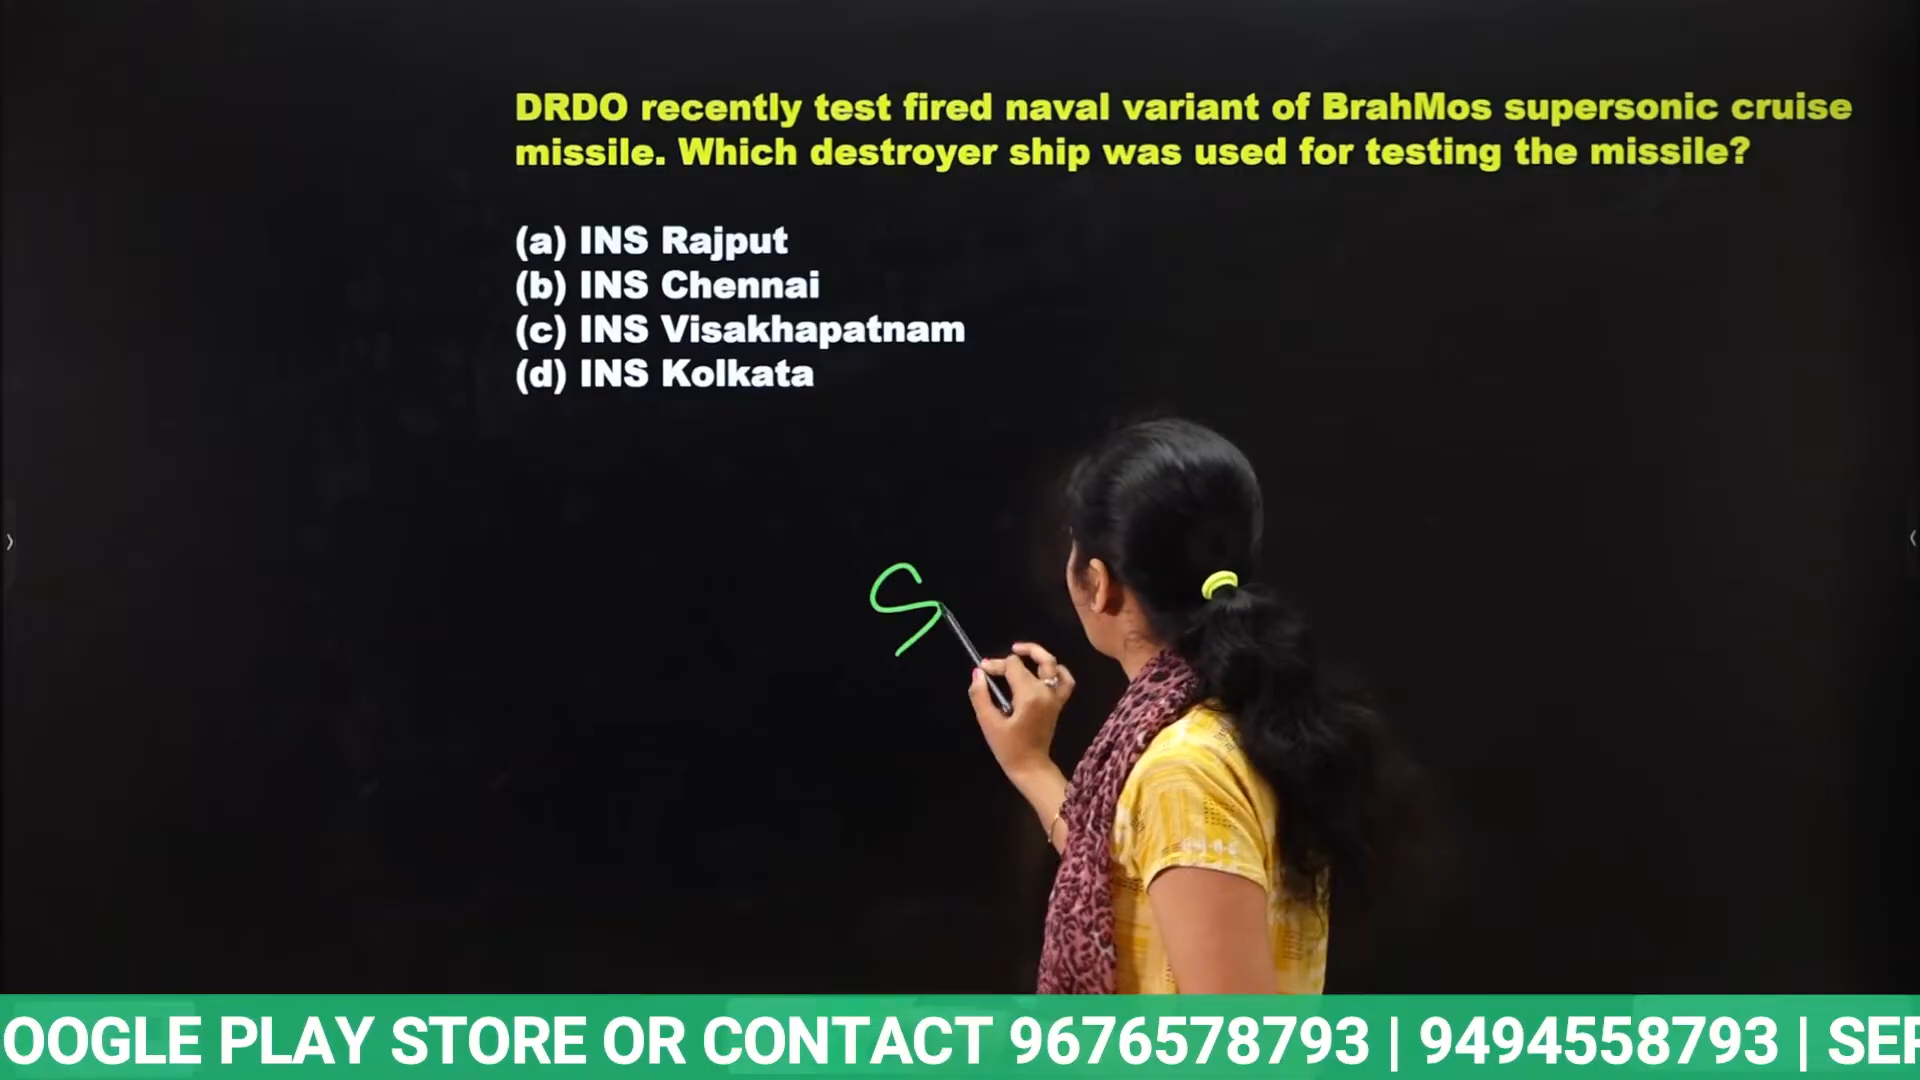 DRDO recently test fired naval variant of BrahMos supersonic cruise
missile. Which destroyer ship was used for testing the missile?
(a) INS Rajput
(b) INS Chennai
(c) INS Visakhapatnam
(d) INS Kolkata
S
OOGLE PLAY STORE OR CONTACT 9676578793 | 9494558793 | SER